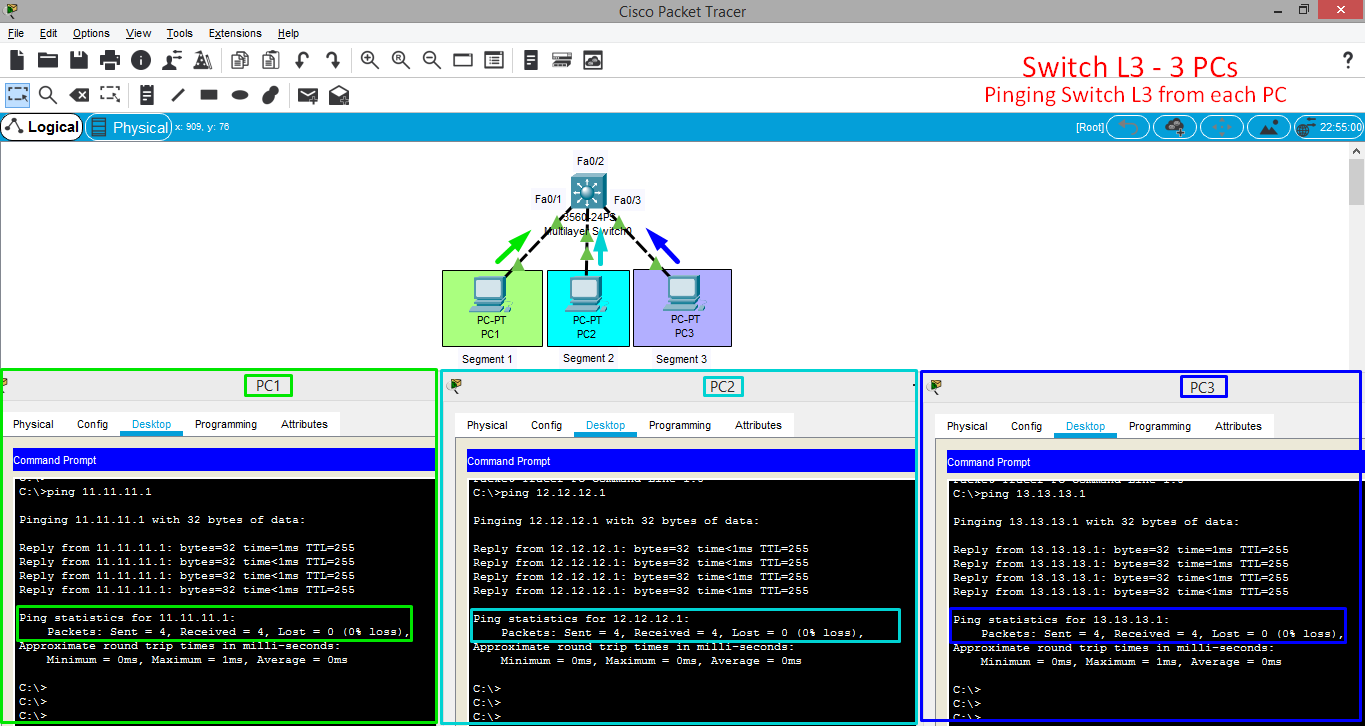 Cisco Packet Tracer
File Edit Options View Tools Extensions Help
Switch L3 - 3 PCs
Pinging Switch L3 from each PC
Logical Physical x: 909, y: 76 [Root] 22:55:00
Fa0/2
Fa0/1 Fa0/3
3560-24PS
Multilayer Switch0
PC-PT PC-PT PC-PT
PC1 PC2 PC3
Segment 1 Segment 2 Segment 3
PC1
Physical Config Desktop Programming Attributes
Command Prompt
C:\>
C:\>ping 11.11.11.1
Pinging 11.11.11.1 with 32 bytes of data:
Reply from 11.11.11.1: bytes=32 time=1ms TTL=255
Reply from 11.11.11.1: bytes=32 time<1ms TTL=255
Reply from 11.11.11.1: bytes=32 time<1ms TTL=255
Reply from 11.11.11.1: bytes=32 time<1ms TTL=255
Ping statistics for 11.11.11.1:
Packets: Sent = 4, Received = 4, Lost = 0 (0% loss),
Approximate round trip times in milli-seconds:
Minimum = 0ms, Maximum = 1ms, Average = 0ms
C:\>
C:\>
C:\>
PC2
Physical Config Desktop Programming Attributes
Command Prompt
Packet Tracer PC Command Line 1.0
C:\>ping 12.12.12.1
Pinging 12.12.12.1 with 32 bytes of data:
Reply from 12.12.12.1: bytes=32 time<1ms TTL=255
Reply from 12.12.12.1: bytes=32 time<1ms TTL=255
Reply from 12.12.12.1: bytes=32 time<1ms TTL=255
Reply from 12.12.12.1: bytes=32 time<1ms TTL=255
Ping statistics for 12.12.12.1:
Packets: Sent = 4, Received = 4, Lost = 0 (0% loss),
Approximate round trip times in milli-seconds:
Minimum = 0ms, Maximum = 0ms, Average = 0ms
C:\>
C:\>
C:\>
PC3
Physical Config Desktop Programming Attributes
Command Prompt
Packet Tracer PC Command Line 1.0
C:\>ping 13.13.13.1
Pinging 13.13.13.1 with 32 bytes of data:
Reply from 13.13.13.1: bytes=32 time=1ms TTL=255
Reply from 13.13.13.1: bytes=32 time<1ms TTL=255
Reply from 13.13.13.1: bytes=32 time<1ms TTL=255
Reply from 13.13.13.1: bytes=32 time<1ms TTL=255
Ping statistics for 13.13.13.1:
Packets: Sent = 4, Received = 4, Lost = 0 (0% loss),
Approximate round trip times in milli-seconds:
Minimum = 0ms, Maximum = 1ms, Average = 0ms
C:\>
C:\>
C:\>